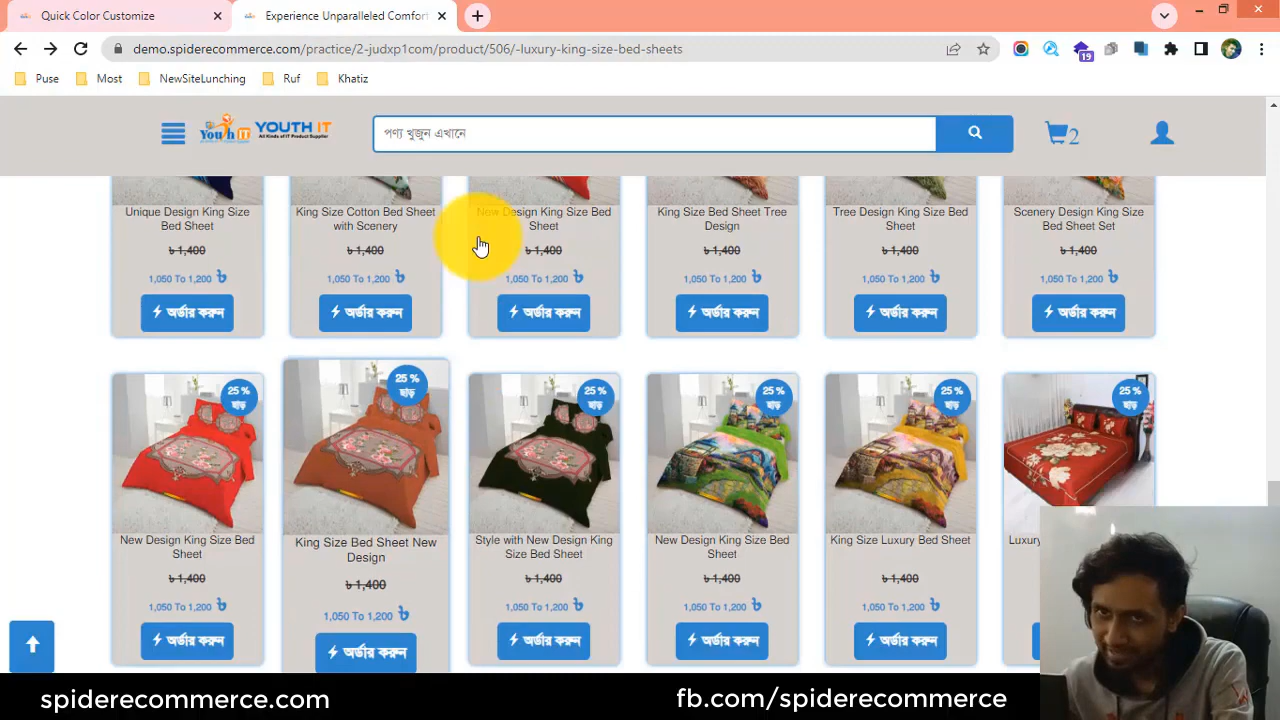 Quick Color Customize
Experience Unparalleled Comfort
demo.spiderecommerce.com/practice/2-judxp1com/product/506/-luxury-king-size-bed-sheets
19
Puse
Most
NewSiteLunching
Ruf
Khatiz
Youth IT
YOUTH IT
All Kinds of IT Product Supplier
পণ্য খুজুন এখানে
2
Unique Design King Size
Bed Sheet
৳ 1,400
1,050 To 1,200 ৳
অর্ডার করুন
King Size Cotton Bed Sheet
with Scenery
৳ 1,400
1,050 To 1,200 ৳
অর্ডার করুন
New Design King Size Bed
Sheet
৳ 1,400
1,050 To 1,200 ৳
অর্ডার করুন
King Size Bed Sheet Tree
Design
৳ 1,400
1,050 To 1,200 ৳
অর্ডার করুন
Tree Design King Size Bed
Sheet
৳ 1,400
1,050 To 1,200 ৳
অর্ডার করুন
Scenery Design King Size
Bed Sheet Set
৳ 1,400
1,050 To 1,200 ৳
অর্ডার করুন
25 %
ছাড়
New Design King Size Bed
Sheet
৳ 1,400
1,050 To 1,200 ৳
অর্ডার করুন
25 %
ছাড়
King Size Bed Sheet New
Design
৳ 1,400
1,050 To 1,200 ৳
অর্ডার করুন
25 %
ছাড়
Style with New Design King
Size Bed Sheet
৳ 1,400
1,050 To 1,200 ৳
অর্ডার করুন
25 %
ছাড়
New Design King Size Bed
Sheet
৳ 1,400
1,050 To 1,200 ৳
অর্ডার করুন
25 %
ছাড়
King Size Luxury Bed Sheet
৳ 1,400
1,050 To 1,200 ৳
অর্ডার করুন
25 %
ছাড়
spiderecommerce.com
fb.com/spiderecommerce